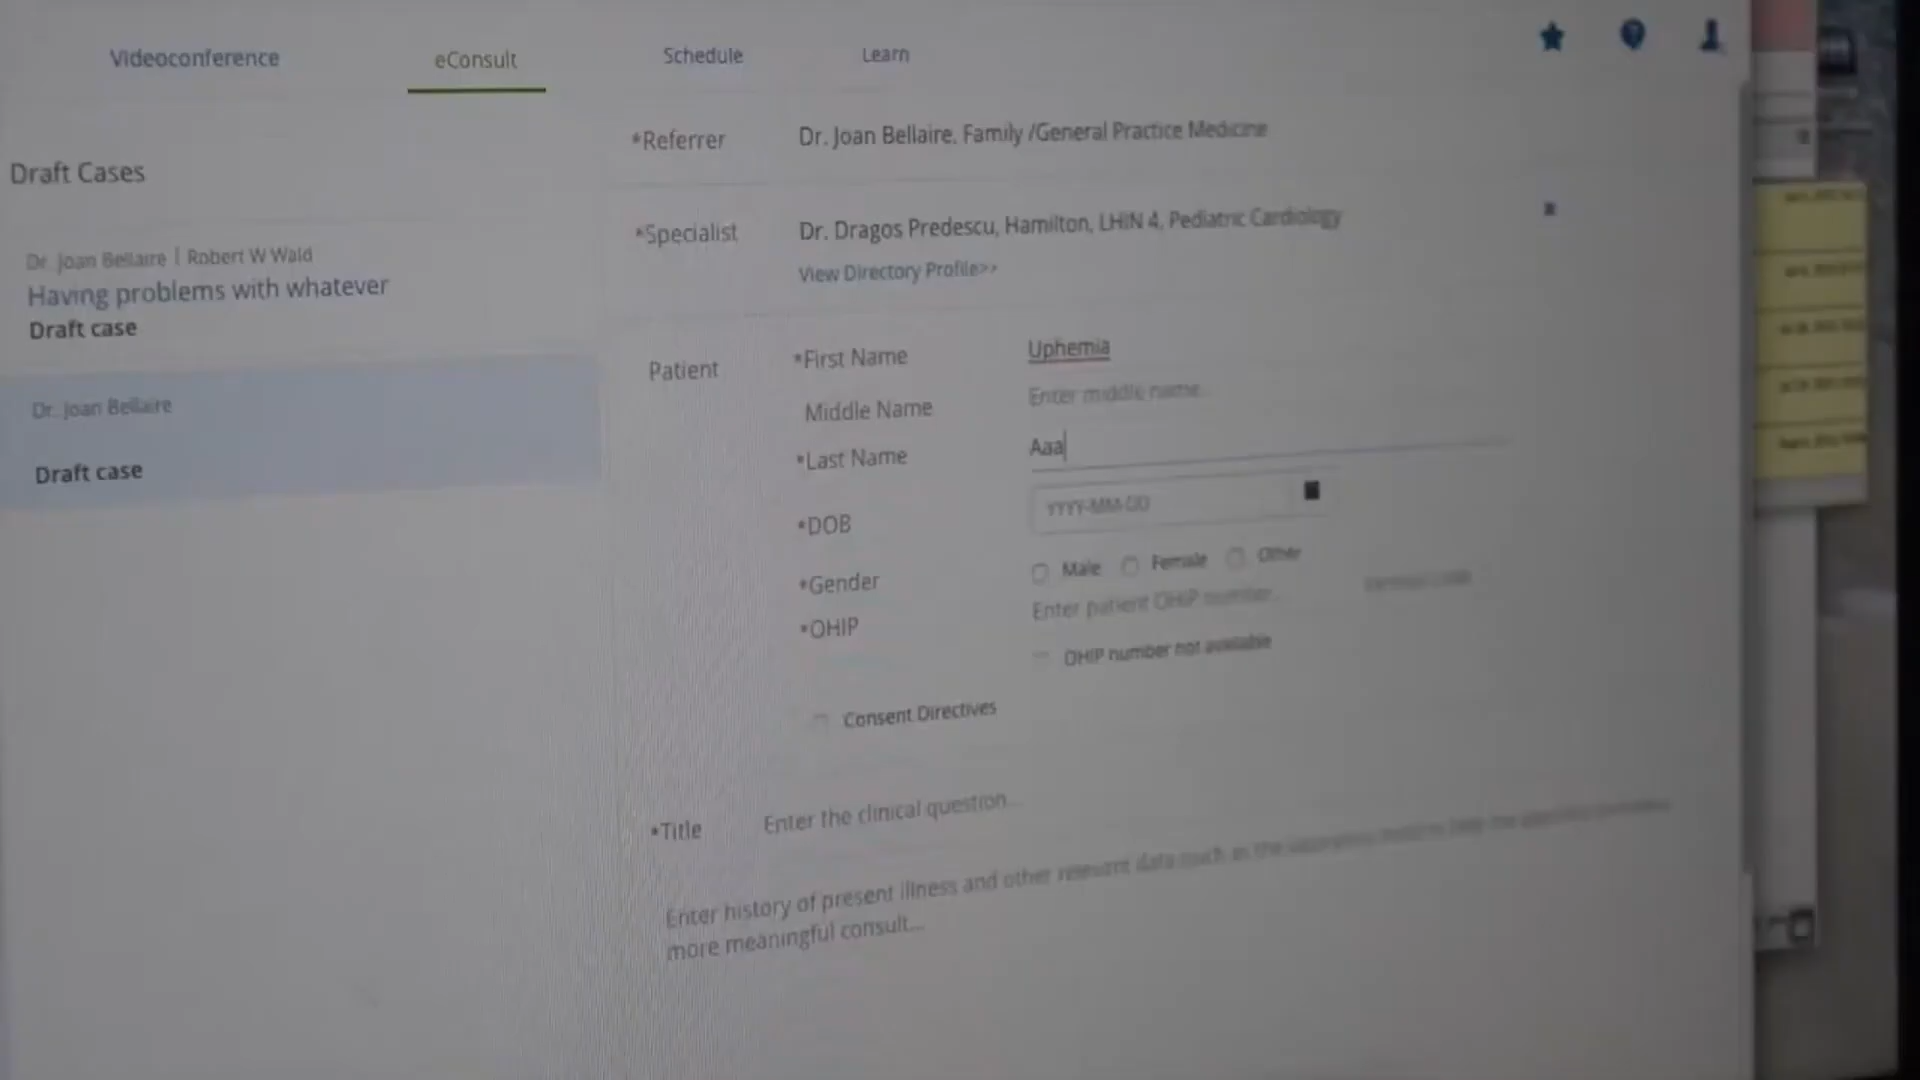 Videoconference
eConsult
Schedule
Learn
Draft Cases
Dr. Joan Bellaire | Robert W Wald
Having problems with whatever
Draft case
Dr. Joan Bellaire
Draft case
*Referrer
Dr. Joan Bellaire, Family /General Practice Medicine
*Specialist
Dr. Dragos Predescu, Hamilton, LHIN 4, Pediatric Cardiology
View Directory Profile>>
Patient
*First Name
Uphemia
Middle Name
Enter middle name...
*Last Name
Aaa
*DOB
YYYY-MM-DD
*Gender
Male
Female
Other
*OHIP
Enter patient OHIP number...
OHIP number not available
Consent Directives
*Title
Enter the clinical question...
Enter history of present illness and other relevant data such as the
more meaningful consult...